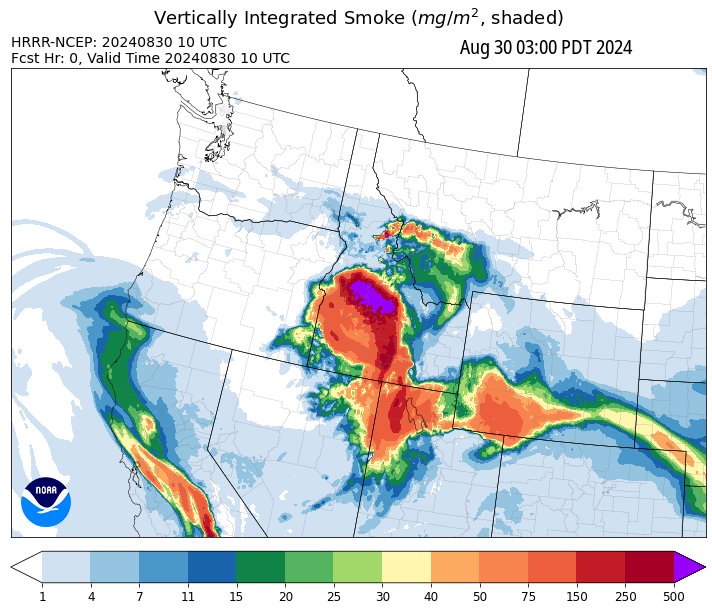 Vertically Integrated Smoke (mg/m², shaded)
HRRR-NCEP: 20240830 10 UTC
Fcst Hr: 0, Valid Time 20240830 10 UTC
Aug 30 03:00 PDT 2024
NOAA
1 4 7 11 15 20 25 30 40 50 75 150 250 500